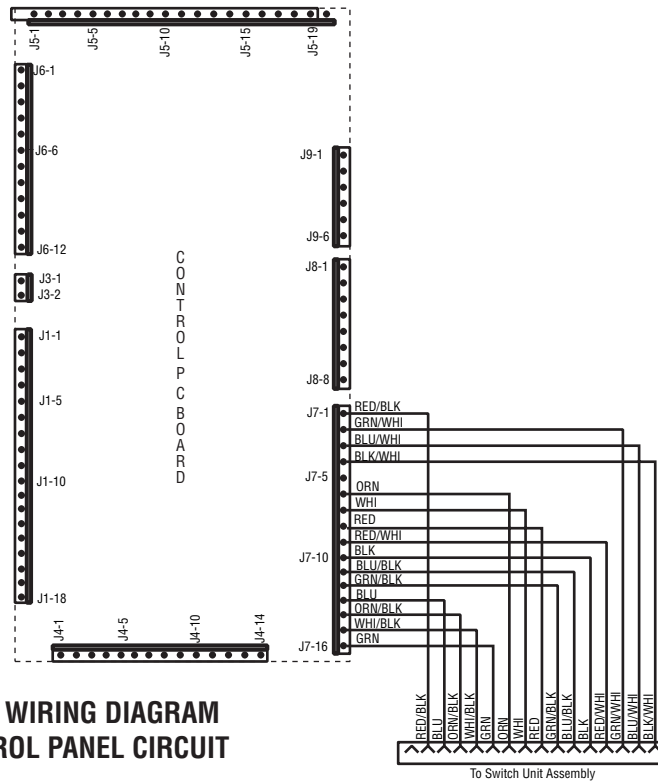 J5-1
J5-5
J5-10
J5-15
J5-19
J6-1
J6-6
J6-12
J3-1
J3-2
J1-1
J1-5
J1-10
J1-18
CONTROL PC BOARD
J9-1
J9-6
J8-1
J8-8
J7-1
J7-5
J7-10
J7-16
RED/BLK
GRN/WHI
BLU/WHI
BLK/WHI
ORN
WHI
RED
RED/WHI
BLK
BLU/BLK
GRN/BLK
BLU
ORN/BLK
WHI/BLK
GRN
J4-1
J4-5
J4-10
J4-14
WIRING DIAGRAM
ROL PANEL CIRCUIT
RED/BLK
BLU
ORN/BLK
WHI/BLK
GRN
ORN
WHI
RED
GRN/BLK
BLU/BLK
BLK
RED/WHI
GRN/WHI
BLU/WHI
BLK/WHI
To Switch Unit Assembly